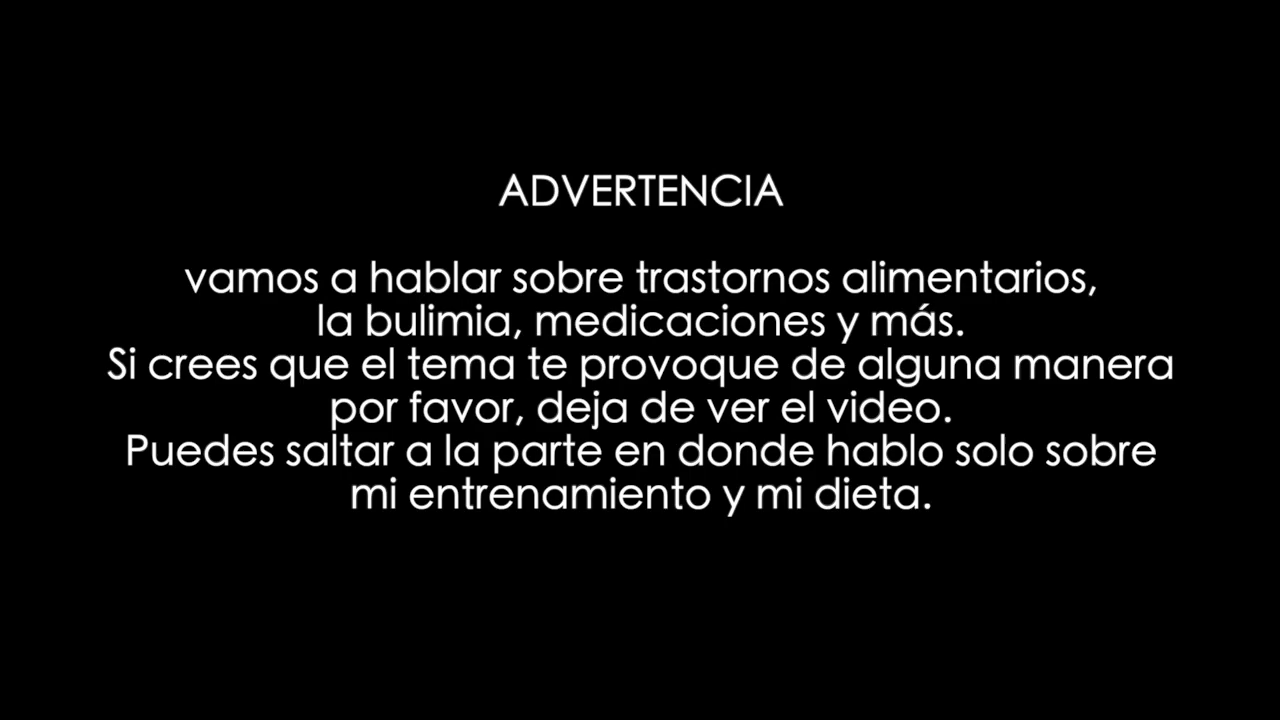 ADVERTENCIA
vamos a hablar sobre trastornos alimentarios,
la bulimia, medicaciones y más.
Si crees que el tema te provoque de alguna manera
por favor, deja de ver el video.
Puedes saltar a la parte en donde hablo solo sobre
mi entrenamiento y mi dieta.